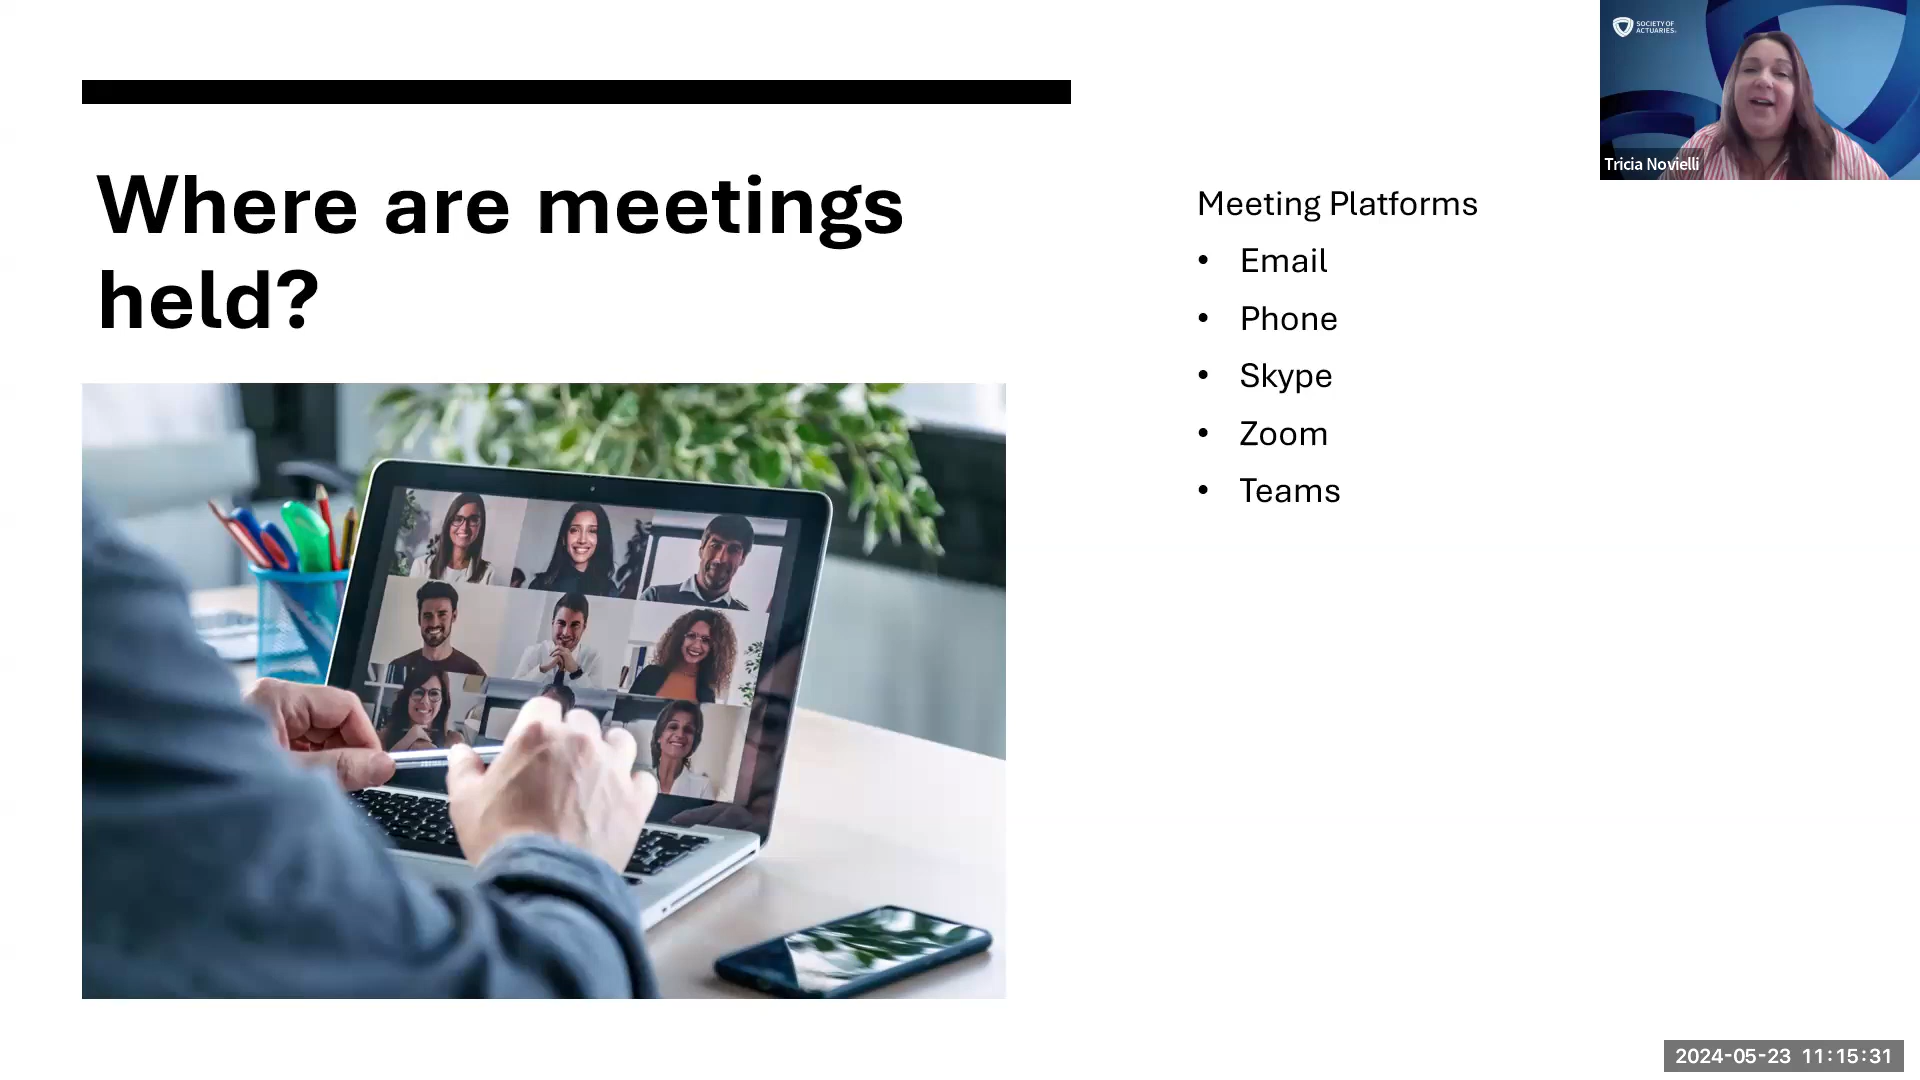 Where are meetings
held?
Meeting Platforms
• Email
• Phone
• Skype
• Zoom
• Teams
SOCIETY OF
ACTUARIES
Tricia Novielli
2024-05-23 11:15:31